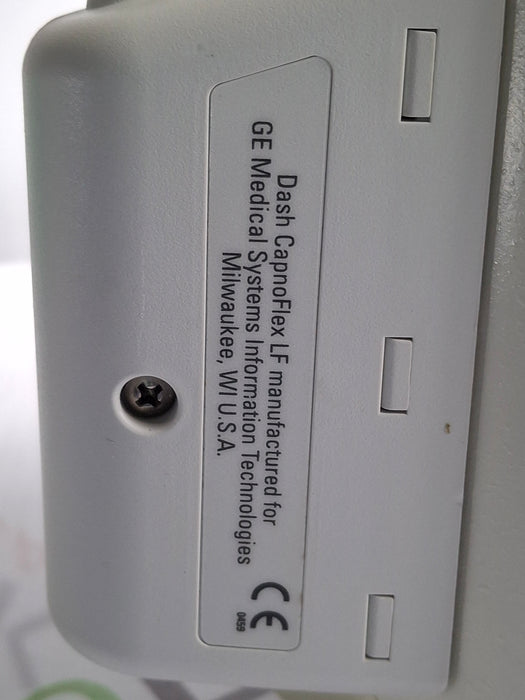 Dash CapnoFlex LF manufactured for
GE Medical Systems Information Technologies
Milwaukee, WI U.S.A.
CE
0459